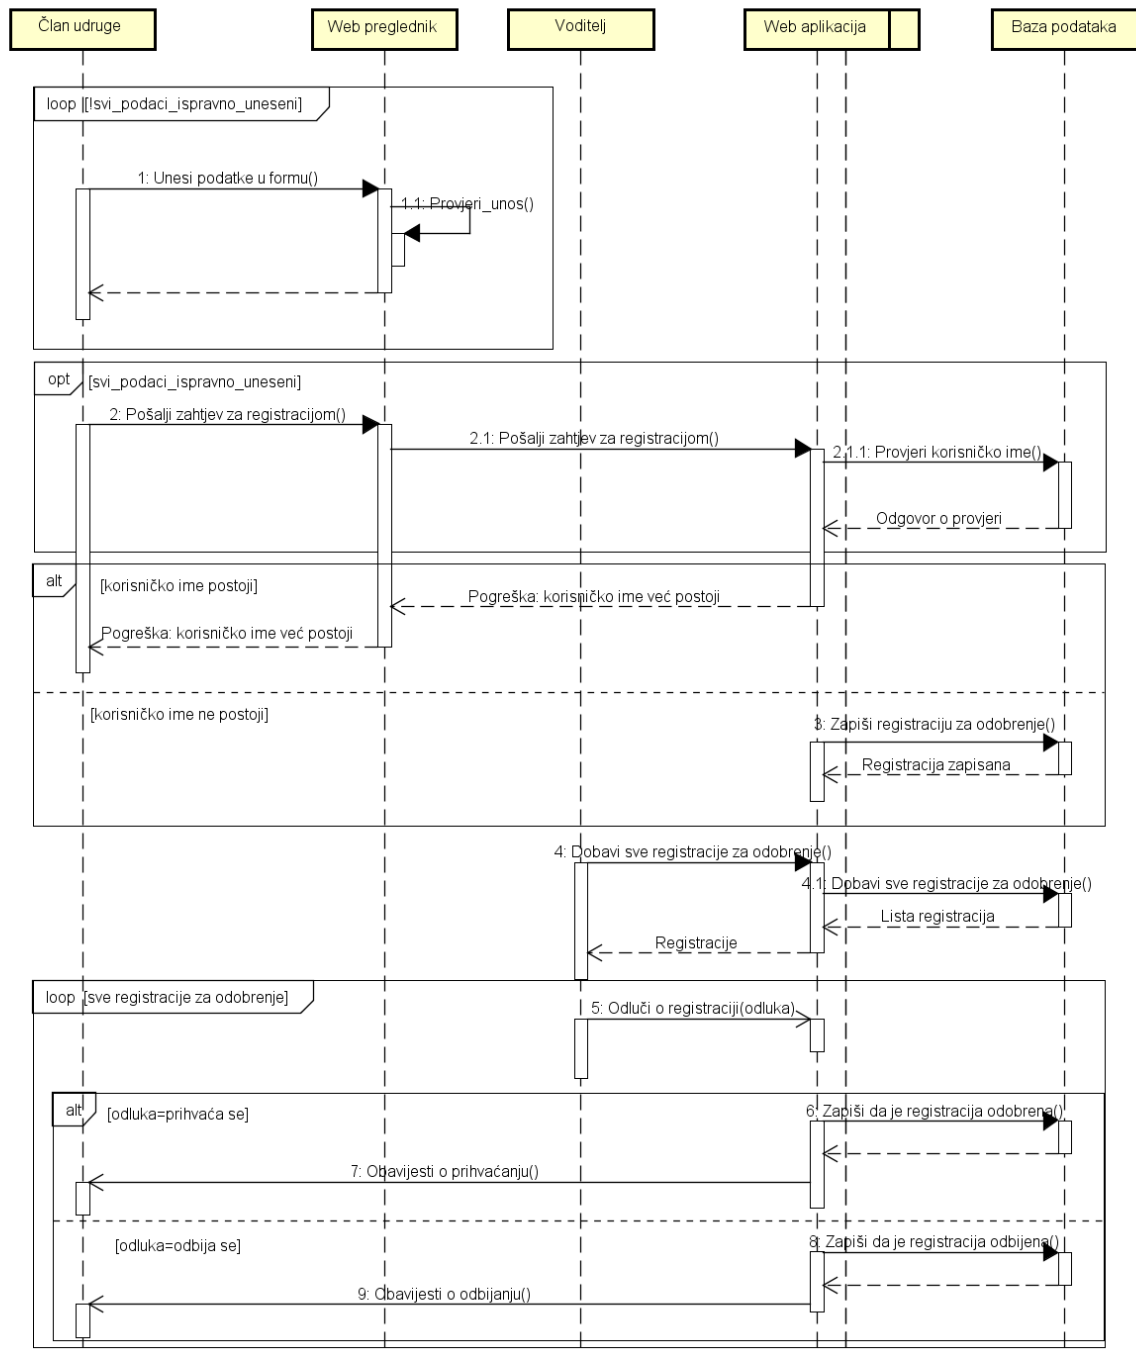 Član udruge
Web preglednik
Voditelj
Web aplikacija
Baza podataka
loop [!svi_podaci_ispravno_uneseni]
1: Unesi podatke u formu()
1.1: Provjeri_unos()
opt [svi_podaci_ispravno_uneseni]
2: Pošalji zahtjev za registracijom()
2.1: Pošalji zahtjev za registracijom()
2.1.1: Provjeri korisničko ime()
Odgovor o provjeri
alt [korisničko ime postoji]
Pogreška: korisničko ime već postoji
Pogreška: korisničko ime već postoji
[korisničko ime ne postoji]
3: Zapiši registraciju za odobrenje()
Registracija zapisana
4: Dobavi sve registracije za odobrenje()
4.1: Dobavi sve registracije za odobrenje()
Lista registracija
Registracije
loop [sve registracije za odobrenje]
5: Odluči o registraciji(odluka)
alt [odluka=prihvaća se]
6: Zapiši da je registracija odobrena()
7: Obavijesti o prihvaćanju()
[odluka=odbija se]
8: Zapiši da je registracija odbijena()
9: Obavijesti o odbijanju()